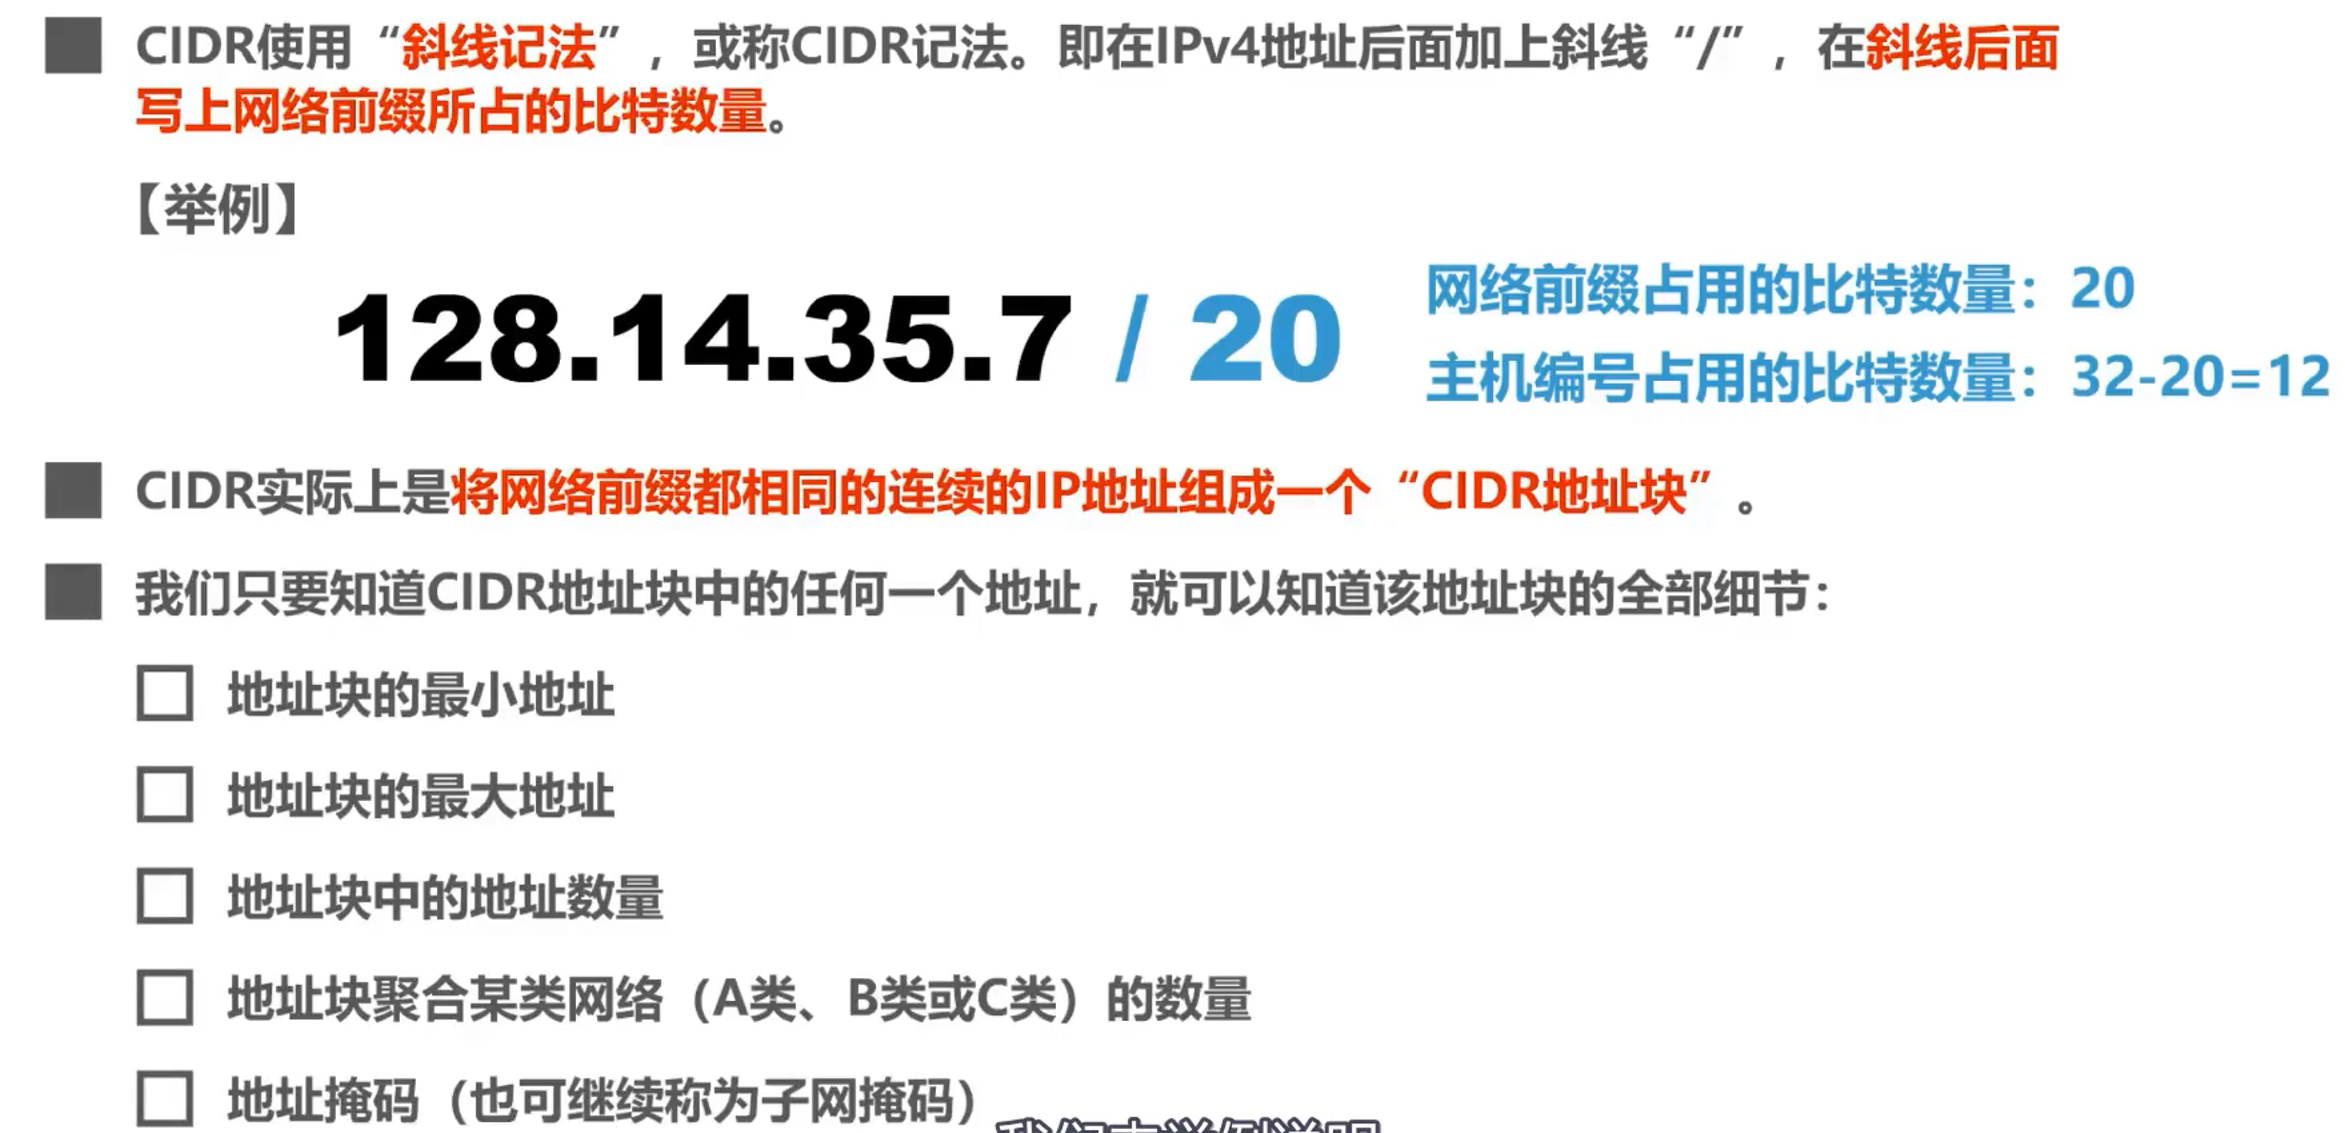 CIDR使用“斜线记法”，或称CIDR记法。即在IPv4地址后面加上斜线“/”，在斜线后面
写上网络前缀所占的比特数量。
【举例】
128.14.35.7 / 20
网络前缀占用的比特数量：20
主机编号占用的比特数量：32-20=12
CIDR实际上是将网络前缀都相同的连续的IP地址组成一个“CIDR地址块”。
我们只要知道CIDR地址块中的任何一个地址，就可以知道该地址块的全部细节：
地址块的最小地址
地址块的最大地址
地址块中的地址数量
地址块聚合某类网络（A类、B类或C类）的数量
地址掩码（也可继续称为子网掩码）